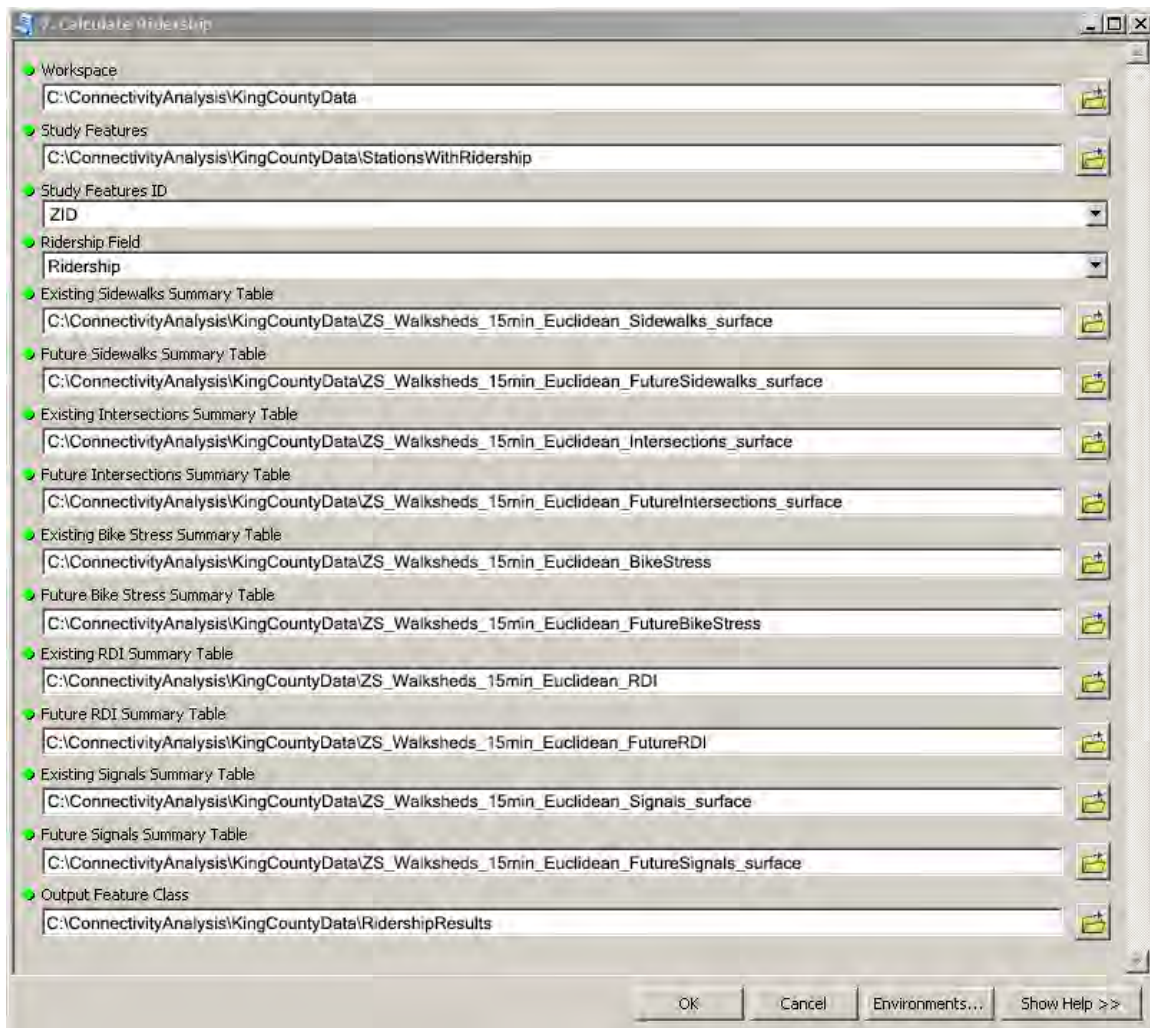 7. Calculate Ridership
Workspace
C:\ConnectivityAnalysis\KingCountyData
Study Features
C:\ConnectivityAnalysis\KingCountyData\StationsWithRidership
Study Features ID
ZID
Ridership Field
Ridership
Existing Sidewalks Summary Table
C:\ConnectivityAnalysis\KingCountyData\ZS_Walksheds_15min_Euclidean_Sidewalks_surface
Future Sidewalks Summary Table
C:\ConnectivityAnalysis\KingCountyData\ZS_Walksheds_15min_Euclidean_FutureSidewalks_surface
Existing Intersections Summary Table
C:\ConnectivityAnalysis\KingCountyData\ZS_Walksheds_15min_Euclidean_Intersections_surface
Future Intersections Summary Table
C:\ConnectivityAnalysis\KingCountyData\ZS_Walksheds_15min_Euclidean_FutureIntersections_surface
Existing Bike Stress Summary Table
C:\ConnectivityAnalysis\KingCountyData\ZS_Walksheds_15min_Euclidean_BikeStress
Future Bike Stress Summary Table
C:\ConnectivityAnalysis\KingCountyData\ZS_Walksheds_15min_Euclidean_FutureBikeStress
Existing RDI Summary Table
C:\ConnectivityAnalysis\KingCountyData\ZS_Walksheds_15min_Euclidean_RDI
Future RDI Summary Table
C:\ConnectivityAnalysis\KingCountyData\ZS_Walksheds_15min_Euclidean_FutureRDI
Existing Signals Summary Table
C:\ConnectivityAnalysis\KingCountyData\ZS_Walksheds_15min_Euclidean_Signals_surface
Future Signals Summary Table
C:\ConnectivityAnalysis\KingCountyData\ZS_Walksheds_15min_Euclidean_FutureSignals_surface
Output Feature Class
C:\ConnectivityAnalysis\KingCountyData\RidershipResults
OK Cancel Environments... Show Help >>